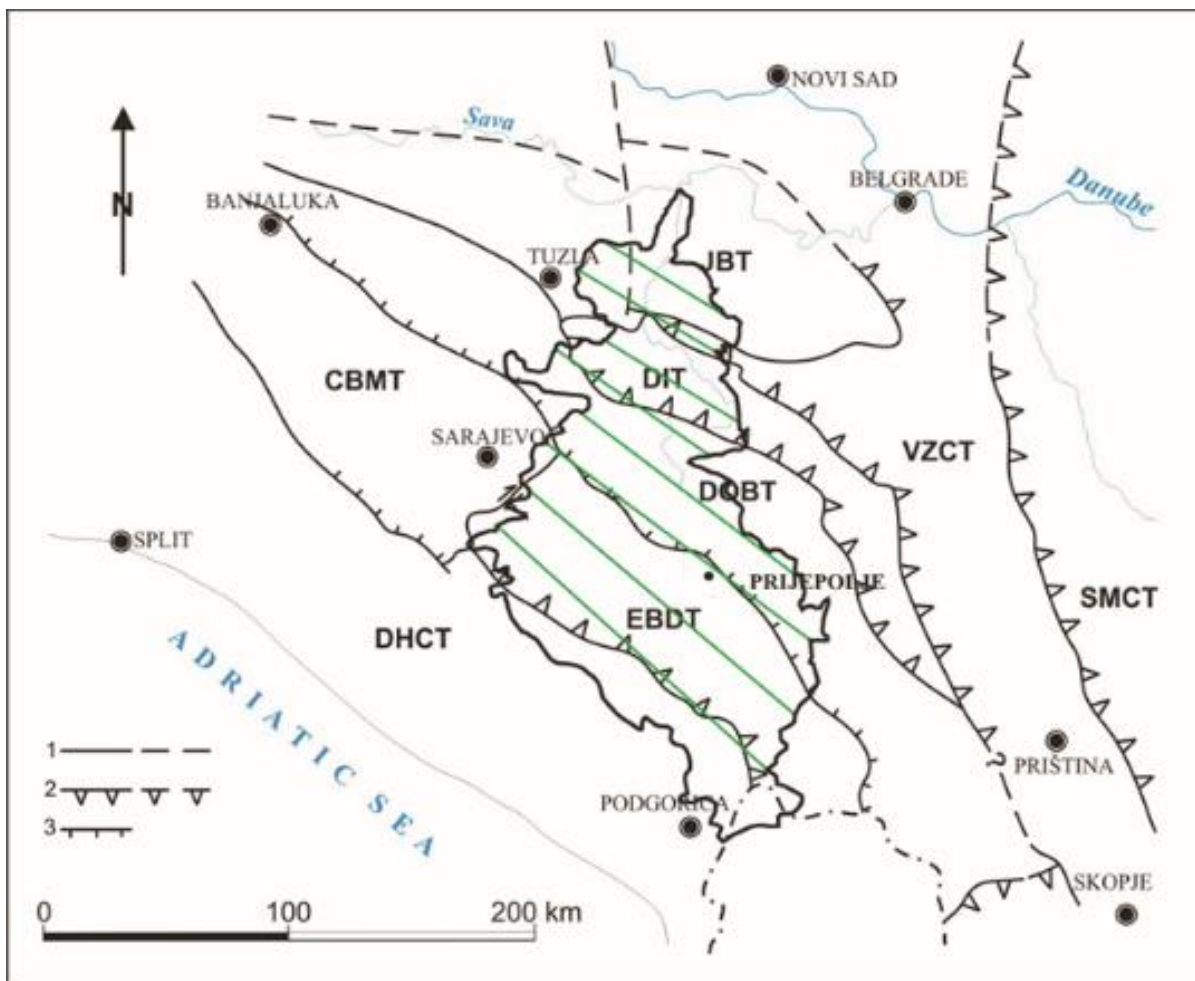 NOVI SAD
Sava
BELGRADE
Danube
N
BANJALUKA
TUZLA
JBT
CBMT
DIT
SARAJEVO
VZCT
DOBT
SPLIT
PRIJEPOLJE
SMCT
EBDT
DHCT
ADRIATIC SEA
1
2
3
PRIŠTINA
PODGORICA
SKOPJE
0 100 200 km